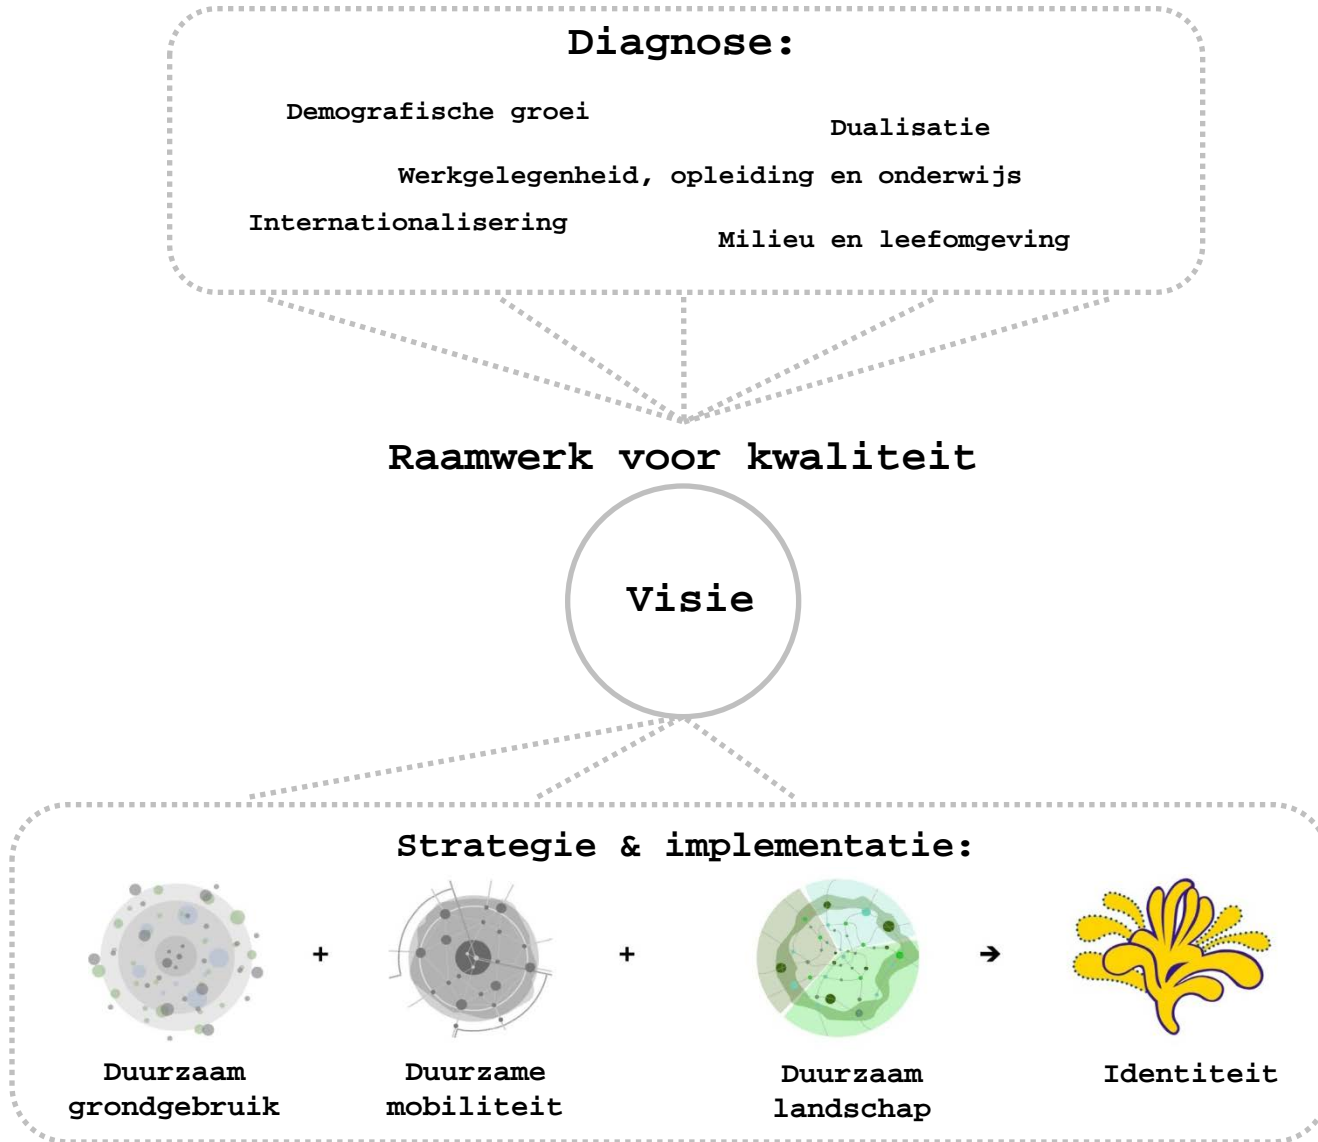 Diagnose:
Demografische groei
Dualisatie
Werkgelegenheid, opleiding en onderwijs
Internationalisering
Milieu en leefomgeving
Raamwerk voor kwaliteit
Visie
Strategie & implementatie:
+
+
➔
Duurzaam
grondgebruik
Duurzame
mobiliteit
Duurzaam
landschap
Identiteit